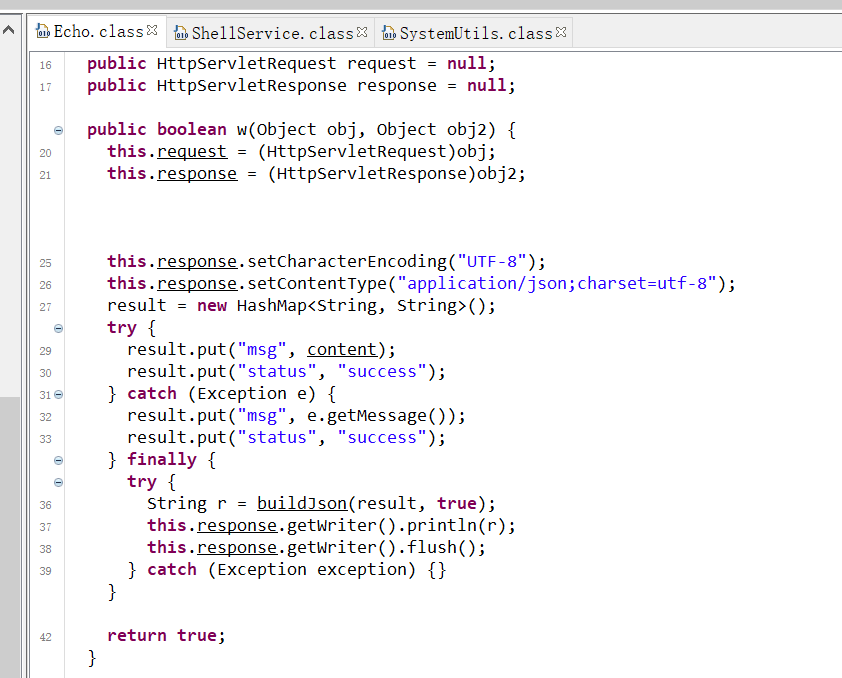 Echo.class ShellService.class SystemUtils.class
16 public HttpServletRequest request = null;
17 public HttpServletResponse response = null;
public boolean w(Object obj, Object obj2) {
20 this.request = (HttpServletRequest)obj;
21 this.response = (HttpServletResponse)obj2;
25 this.response.setCharacterEncoding("UTF-8");
26 this.response.setContentType("application/json;charset=utf-8");
27 result = new HashMap<String, String>();
try {
29 result.put("msg", content);
30 result.put("status", "success");
31 } catch (Exception e) {
32 result.put("msg", e.getMessage());
33 result.put("status", "success");
} finally {
try {
36 String r = buildJson(result, true);
37 this.response.getWriter().println(r);
38 this.response.getWriter().flush();
39 } catch (Exception exception) {}
}
42 return true;
}